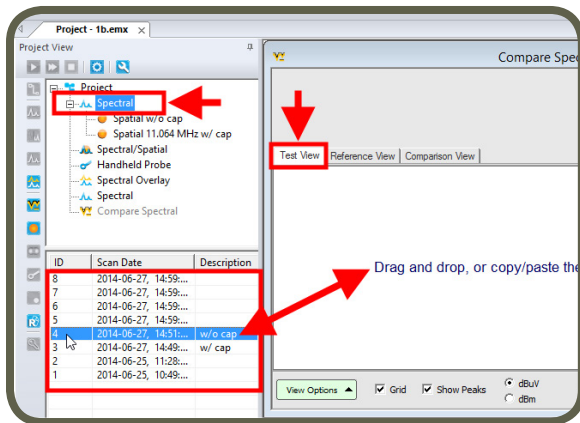 Project - 1b.emx ×
Project View
Project
Spectral
Spatial w/o cap
Spatial 11.064 MHz w/ cap
Spectral/Spatial
Handheld Probe
Spectral Overlay
Spectral
Compare Spectral
ID Scan Date Description
8 2014-06-27, 14:59:...
7 2014-06-27, 14:59:...
6 2014-06-27, 14:59:...
5 2014-06-27, 14:59:...
4 2014-06-27, 14:51:... w/o cap
3 2014-06-27, 14:49:... w/ cap
2 2014-06-25, 11:28:...
1 2014-06-25, 10:49:...
Compare Spec
Test View Reference View Comparison View
Drag and drop, or copy/paste the
View Options Grid Show Peaks dBuV
dBm